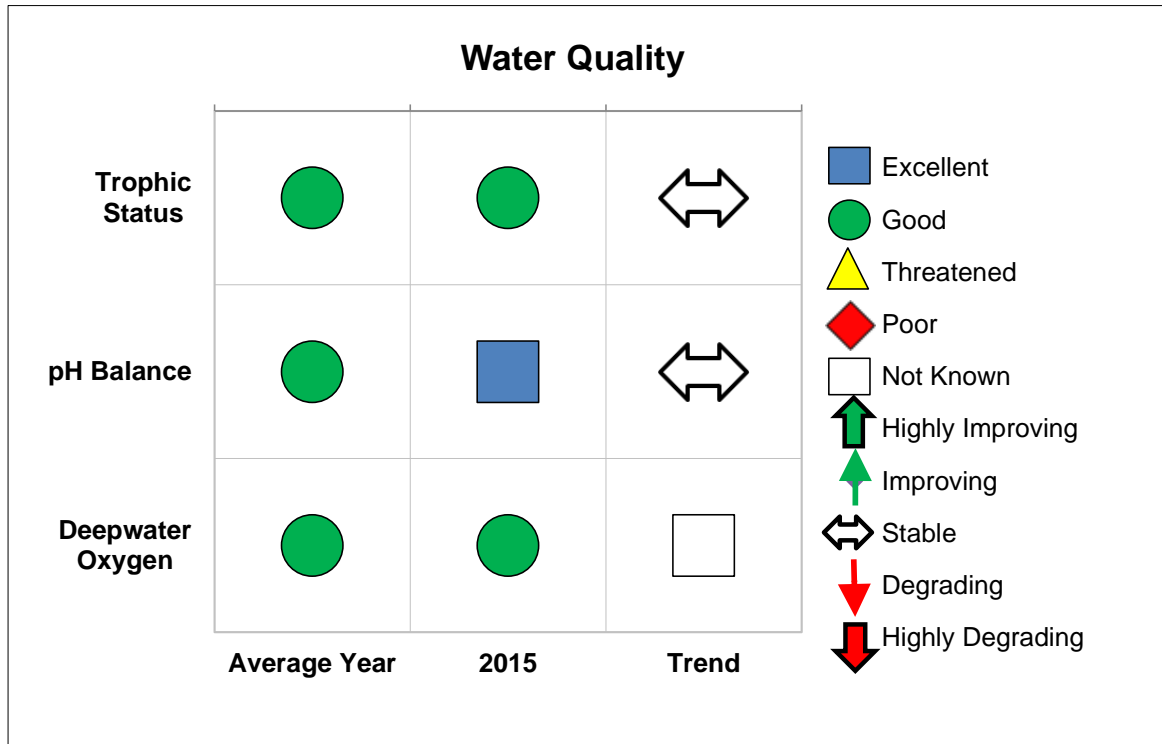 Water Quality
Trophic
Status
pH Balance
Deepwater
Oxygen
Average Year
2015
Trend
Excellent
Good
Threatened
Poor
Not Known
Highly Improving
Improving
Stable
Degrading
Highly Degrading